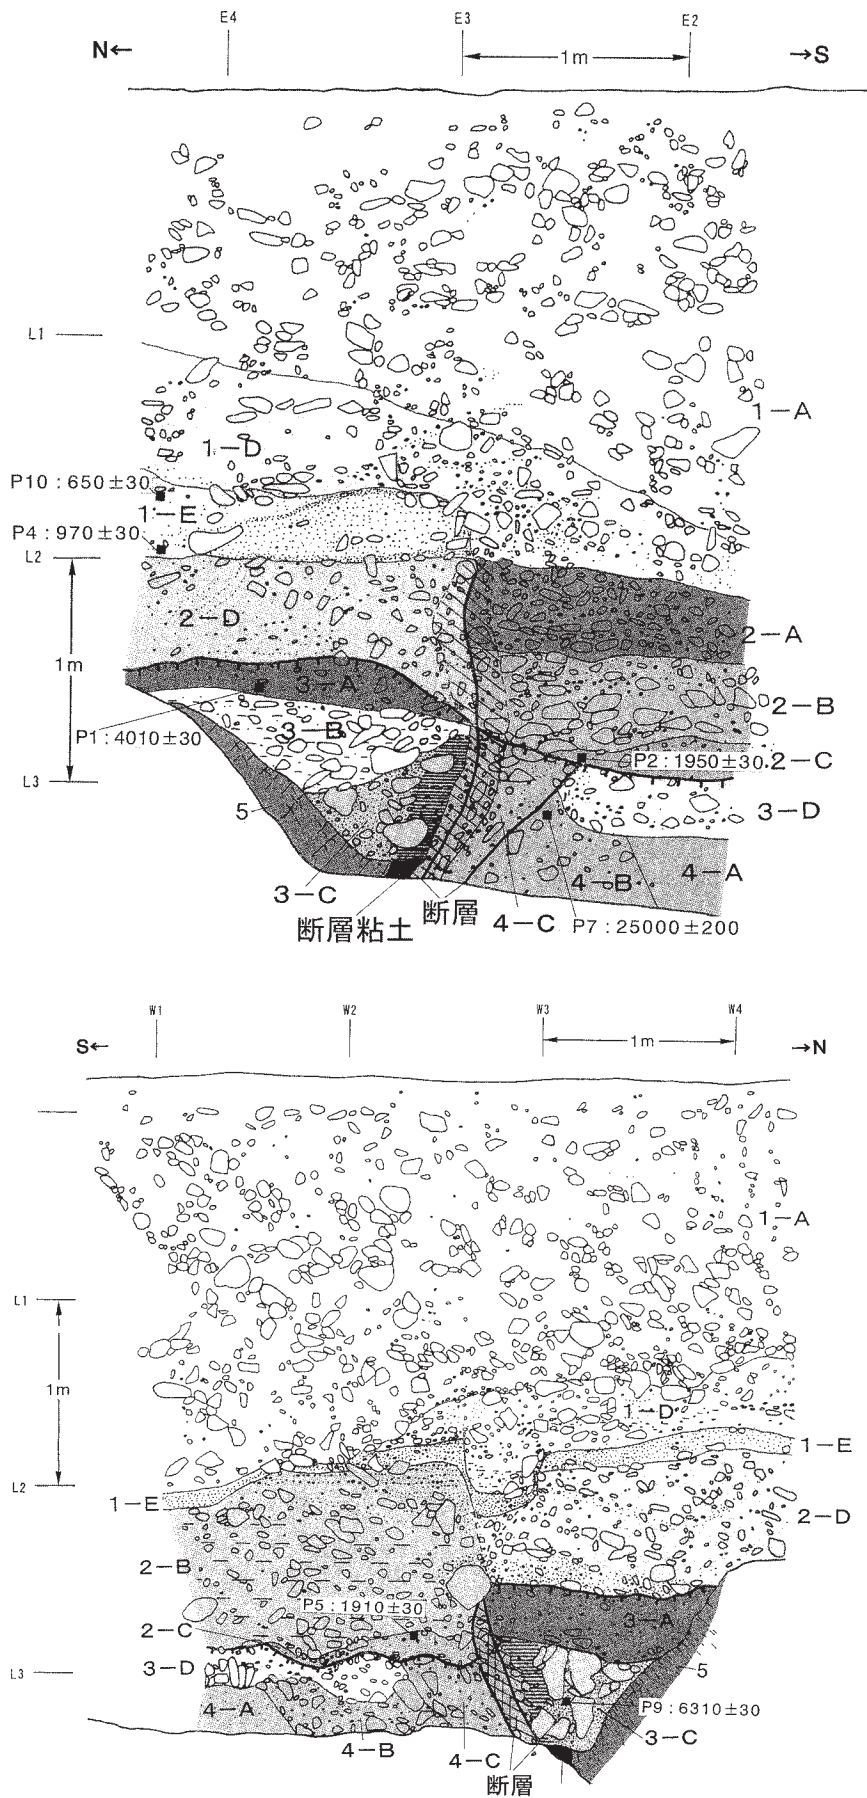 E4
E3
E2
N←
1m
→S
L1
1-A
1-D
P10:650±30
1-E
P4:970±30
L2
2-D
2-A
1m
3-A
2-B
P1:4010±30
3-B
P2:1950±30
2-C
L3
5
3-D
4-A
3-C
4-B
断層粘土
断層
4-C
P7:25000±200
W1
W2
W3
W4
S←
1m
→N
1-A
L1
1m
1-D
1-E
L2
1-E
2-D
2-B
P5:1910±30
2-C
3-A
3-D
5
L3
P9:6310±30
4-A
3-C
4-B
4-C
断層